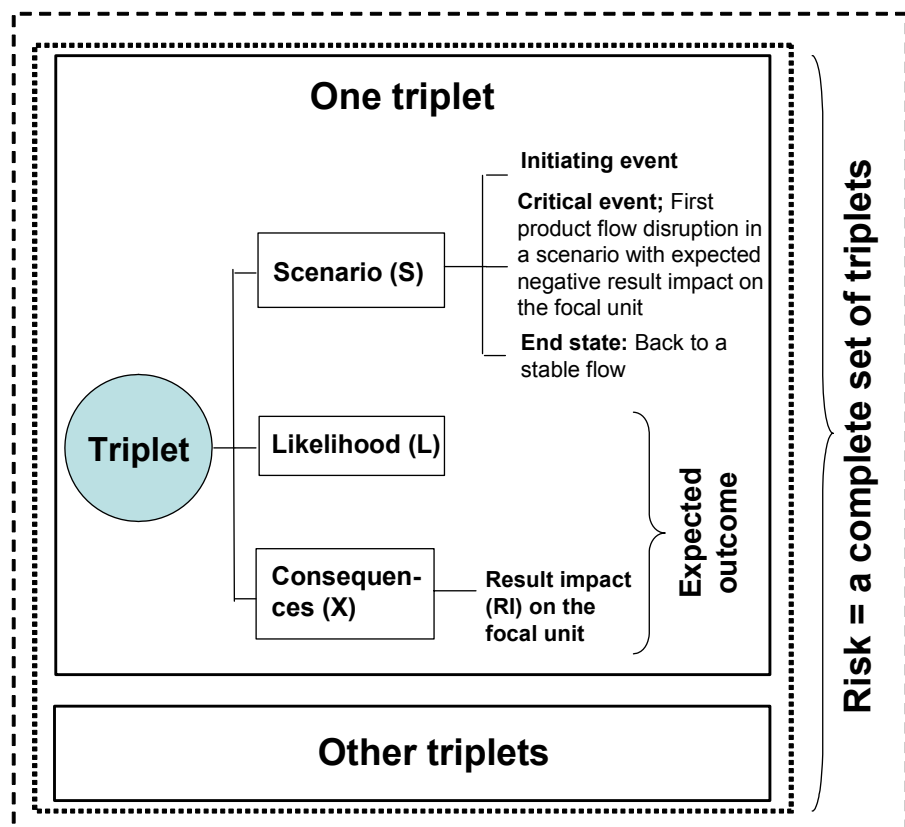 One triplet
Initiating event
Critical event; First
product flow disruption in
a scenario with expected
negative result impact on
the focal unit
Scenario (S)
End state: Back to a
stable flow
Triplet
Likelihood (L)
Consequen-
ces (X)
Result impact
(RI) on the
focal unit
Expected
outcome
Other triplets
Risk = a complete set of triplets